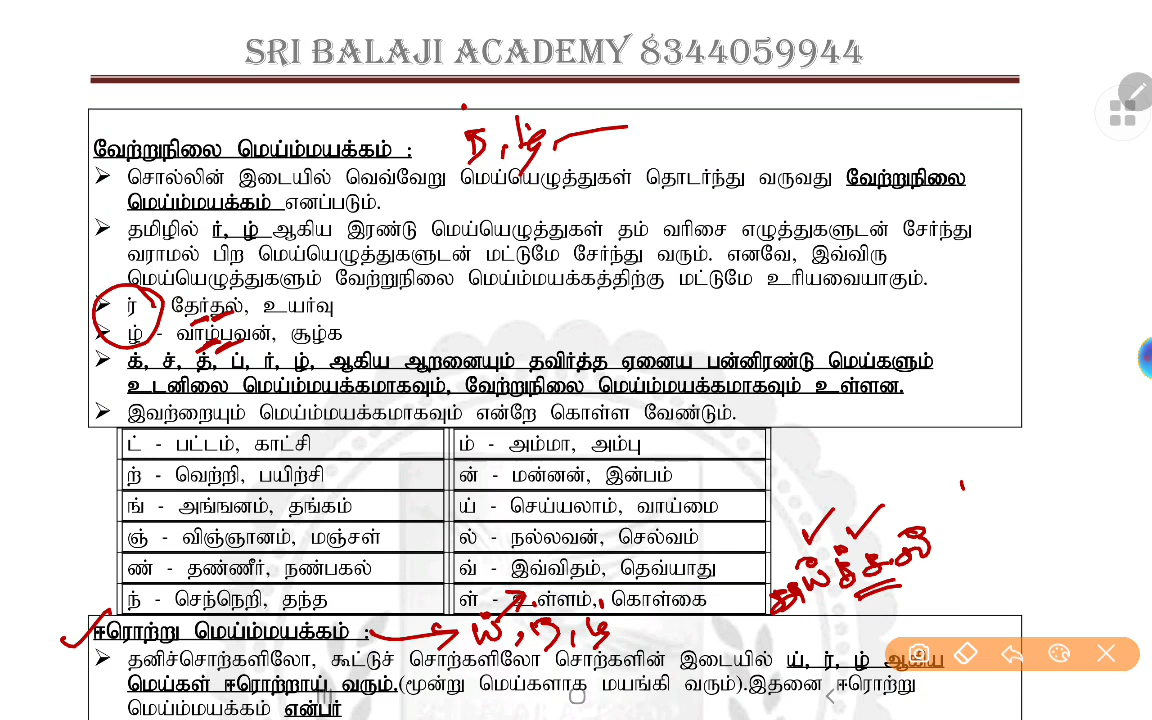 SRI BALAJI ACADEMY 8344059944
வேற்றுநிலை மெய்ம்மயக்கம் :
ர், ழ்
➢ சொல்லின் இடையில் வெவ்வேறு மெய்யெழுத்துகள் தொடர்ந்து வருவது வேற்றுநிலை
மெய்ம்மயக்கம் எனப்படும்.
➢ தமிழில் ர், ழ் ஆகிய இரண்டு மெய்யெழுத்துகள் தம் வரிசை எழுத்துகளுடன் சேர்ந்து
வராமல் பிற மெய்யெழுத்துகளுடன் மட்டுமே சேர்ந்து வரும். எனவே, இவ்விரு
மெய்யெழுத்துகளும் வேற்றுநிலை மெய்ம்மயக்கத்திற்கு மட்டுமே உரியவையாகும்.
➢ ர் - தேர்தல், உயர்வு
➢ ழ் - வாழ்பவன், சூழ்க
➢ க், ச், த், ப், ர், ழ், ஆகிய ஆறனையும் தவிர்த்த ஏனைய பன்னிரண்டு மெய்களும்
உடனிலை மெய்ம்மயக்கமாகவும், வேற்றுநிலை மெய்ம்மயக்கமாகவும் உள்ளன.
➢ இவற்றையும் மெய்ம்மயக்கமாகவும் என்றே கொள்ள வேண்டும்.
ட் - பட்டம், காட்சி ம் - அம்மா, அம்பு
ற் - வெற்றி, பயிற்சி ன் - மன்னன், இன்பம்
ங் - அங்ஙனம், தங்கம் ய் - செய்யலாம், வாய்மை
ஞ் - விஞ்ஞானம், மஞ்சள் ல் - நல்லவன், செல்வம்
ண் - தண்ணீர், நண்பகல் வ் - இவ்விதம், தெவ்யாது
ந் - செந்நெறி, தந்த ள் - உள்ளம், கொள்கை
காய்ச்சல்
ஈரொற்று மெய்ம்மயக்கம் :
ய், ர், ழ்
➢ தனிச்சொற்களிலோ, கூட்டுச் சொற்களிலோ சொற்களின் இடையில் ய், ர், ழ் ஆகிய
மெய்கள் ஈரொற்றாய் வரும்.(மூன்று மெய்களாக மயங்கி வரும்).இதனை ஈரொற்று
மெய்ம்மயக்கம் என்பர்